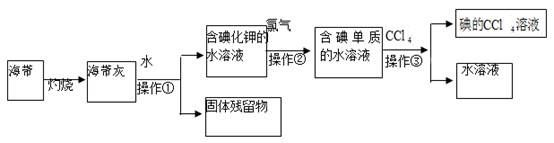 海带
灼烧
海带灰
水
操作①
含碘化钾的
水溶液
固体残留物
氯气
操作②
含碘单质
的水溶液
CCl 4
操作③
碘的CCl 4溶液
水溶液